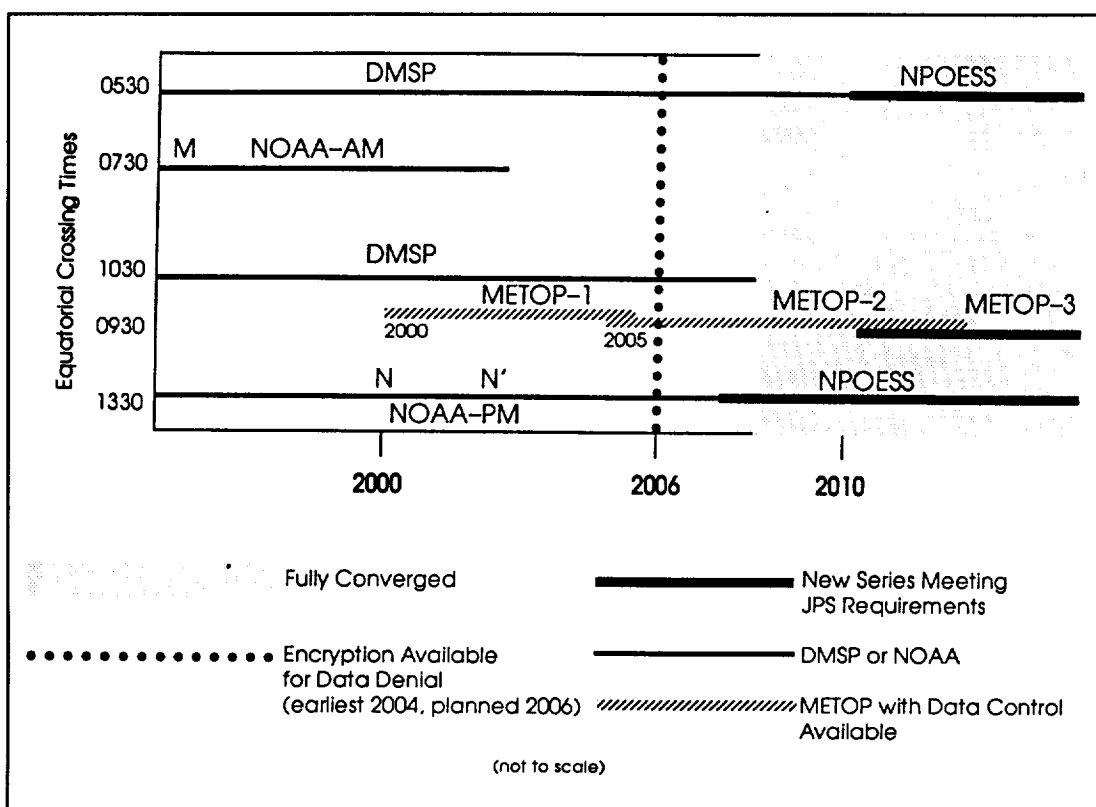 Equatorial Crossing Times
0530
DMSP
NPOESS
0730
M NOAA-AM
1030
DMSP
0930
METOP-1
METOP-2
METOP-3
2000
2005
1330
N N'
NPOESS
NOAA-PM
2000 2006 2010
Fully Converged
New Series Meeting
JPS Requirements
Encryption Available
for Data Denial
(earliest 2004, planned 2006)
DMSP or NOAA
METOP with Data Control
Available
(not to scale)